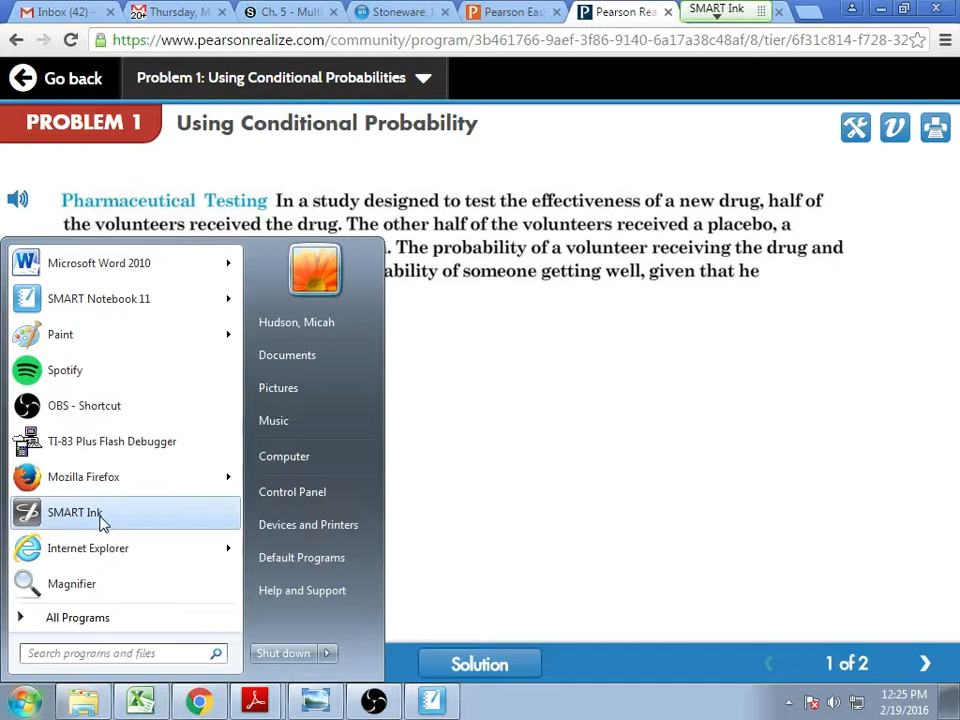 Inbox (42) -
20+
Thursday, M
Ch. 5 - Mult
Stoneware,
Pearson Eas
Pearson Rea
SMART Ink
https://www.pearsonrealize.com/community/program/3b461766-9aef-3f86-9140-6a17a38c48af/8/tier/6f31c814-f728-32
Go back
Problem 1: Using Conditional Probabilities
PROBLEM 1
Using Conditional Probability
Pharmaceutical Testing In a study designed to test the effectiveness of a new drug, half of
the volunteers received the drug. The other half of the volunteers received a placebo, a
. The probability of a volunteer receiving the drug and
ability of someone getting well, given that he
Microsoft Word 2010
SMART Notebook 11
Paint
Spotify
OBS - Shortcut
TI-83 Plus Flash Debugger
Mozilla Firefox
SMART Ink
Internet Explorer
Magnifier
All Programs
Search programs and files
Hudson, Micah
Documents
Pictures
Music
Computer
Control Panel
Devices and Printers
Default Programs
Help and Support
Shut down
Solution
1 of 2
12:25 PM
2/19/2016